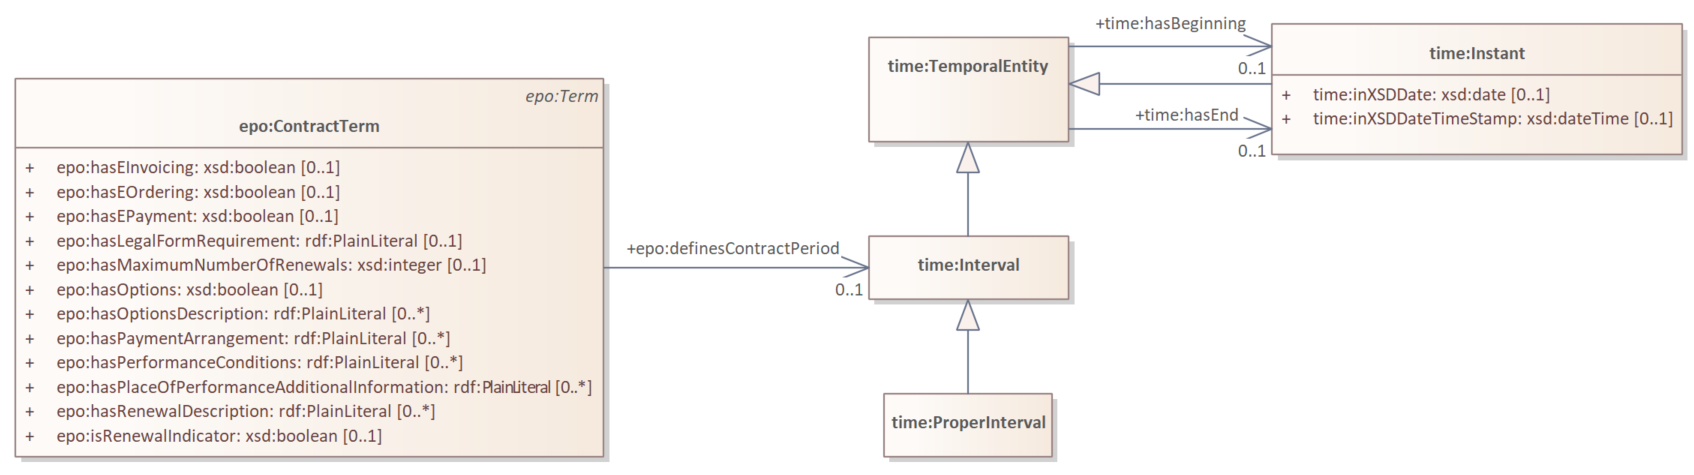 epo:Term
epo:ContractTerm
+ epo:hasEInvoicing: xsd:boolean [0..1]
+ epo:hasEOrdering: xsd:boolean [0..1]
+ epo:hasEPayment: xsd:boolean [0..1]
+ epo:hasLegalFormRequirement: rdf:PlainLiteral [0..1]
+ epo:hasMaximumNumberOfRenewals: xsd:integer [0..1]
+ epo:hasOptions: xsd:boolean [0..1]
+ epo:hasOptionsDescription: rdf:PlainLiteral [0..*]
+ epo:hasPaymentArrangement: rdf:PlainLiteral [0..*]
+ epo:hasPerformanceConditions: rdf:PlainLiteral [0..*]
+ epo:hasPlaceOfPerformanceAdditionalInformation: rdf:PlainLiteral [0..*]
+ epo:hasRenewalDescription: rdf:PlainLiteral [0..*]
+ epo:isRenewalIndicator: xsd:boolean [0..1]
+epo:definesContractPeriod
0..1
time:TemporalEntity
time:Interval
time:ProperInterval
+time:hasBeginning
0..1
+time:hasEnd
0..1
time:Instant
+ time:inXSDDate: xsd:date [0..1]
+ time:inXSDDateTimeStamp: xsd:dateTime [0..1]